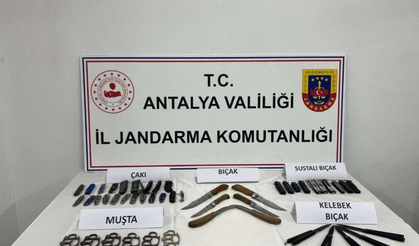 T.C.
ANTALYA VALİLİĞİ
İL JANDARMA KOMUTANLIĞI
ÇAKI
BIÇAK
SUSTALI BIÇAK
MUŞTA
KELEBEK
BIÇAK